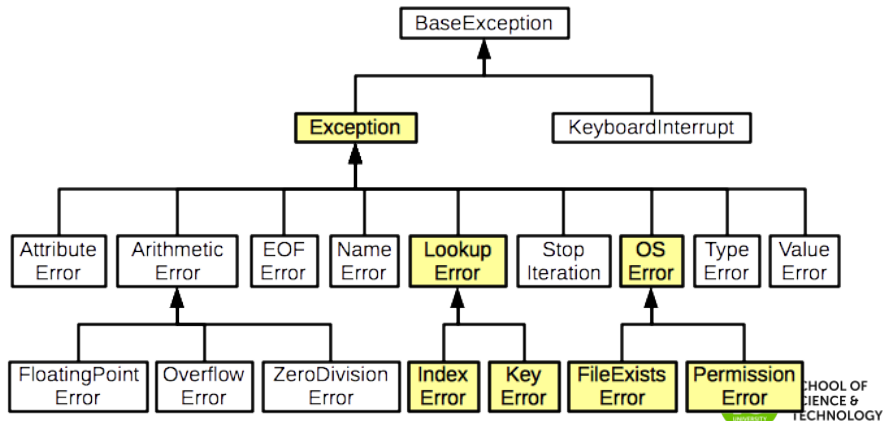 BaseException
Exception
KeyboardInterrupt
Attribute
Error
Arithmetic
Error
EOF
Error
Name
Error
Lookup
Error
Stop
Iteration
OS
Error
Type
Error
Value
Error
FloatingPoint
Error
Overflow
Error
ZeroDivision
Error
Index
Error
Key
Error
FileExists
Error
Permission
Error
CHOOL OF
CIENCE &
TECHNOLOGY
UNIVERSITY